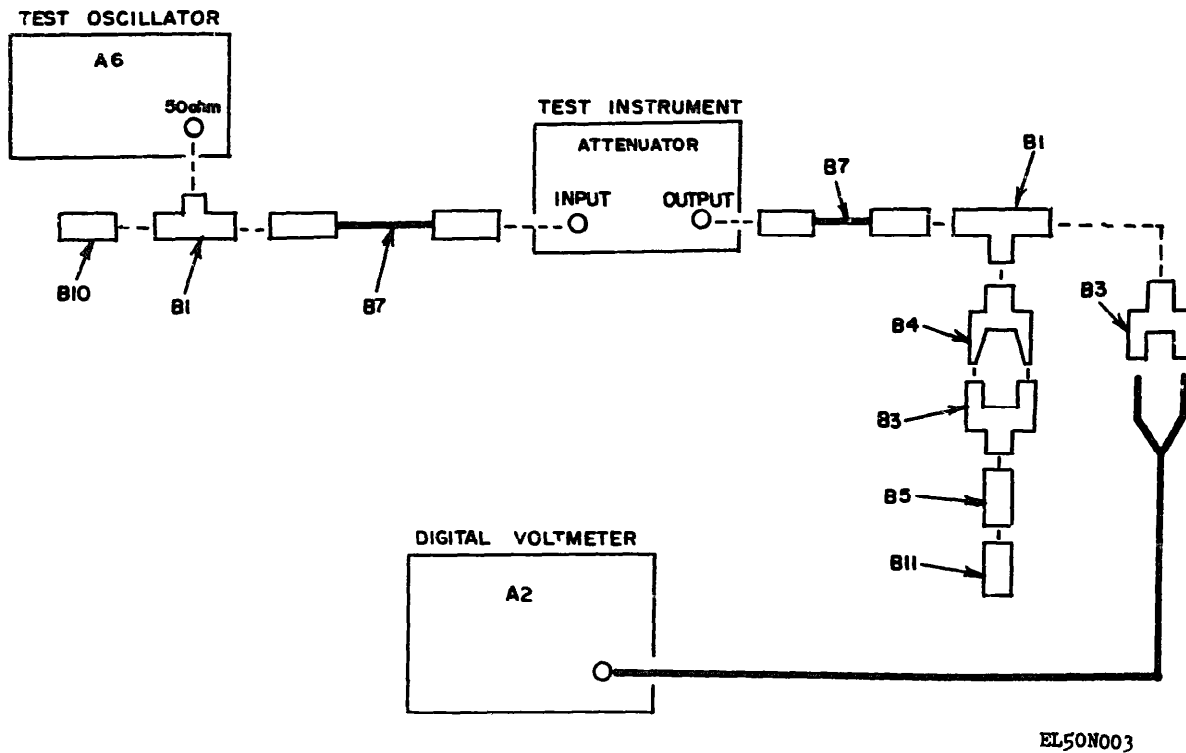 TEST OSCILLATOR
A6
50ohm
TEST INSTRUMENT
ATTENUATOR
INPUT
OUTPUT
B10
B1
B7
B7
B1
B4
B3
B3
B5
B11
DIGITAL VOLTMETER
A2
EL50N003